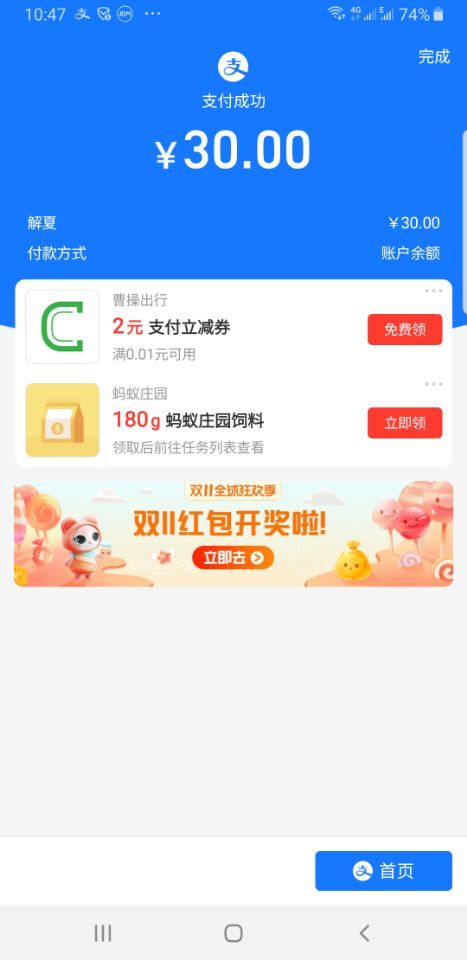 10:47
4G
E
74%
完成
支
支付成功
￥30.00
解夏 ￥30.00
付款方式 账户余额
曹操出行
2元 支付立减券
满0.01元可用
免费领
蚂蚁庄园
180g 蚂蚁庄园饲料
领取后前往任务列表查看
立即领
双11全球狂欢季
双11红包开奖啦!
立即去
支 首页